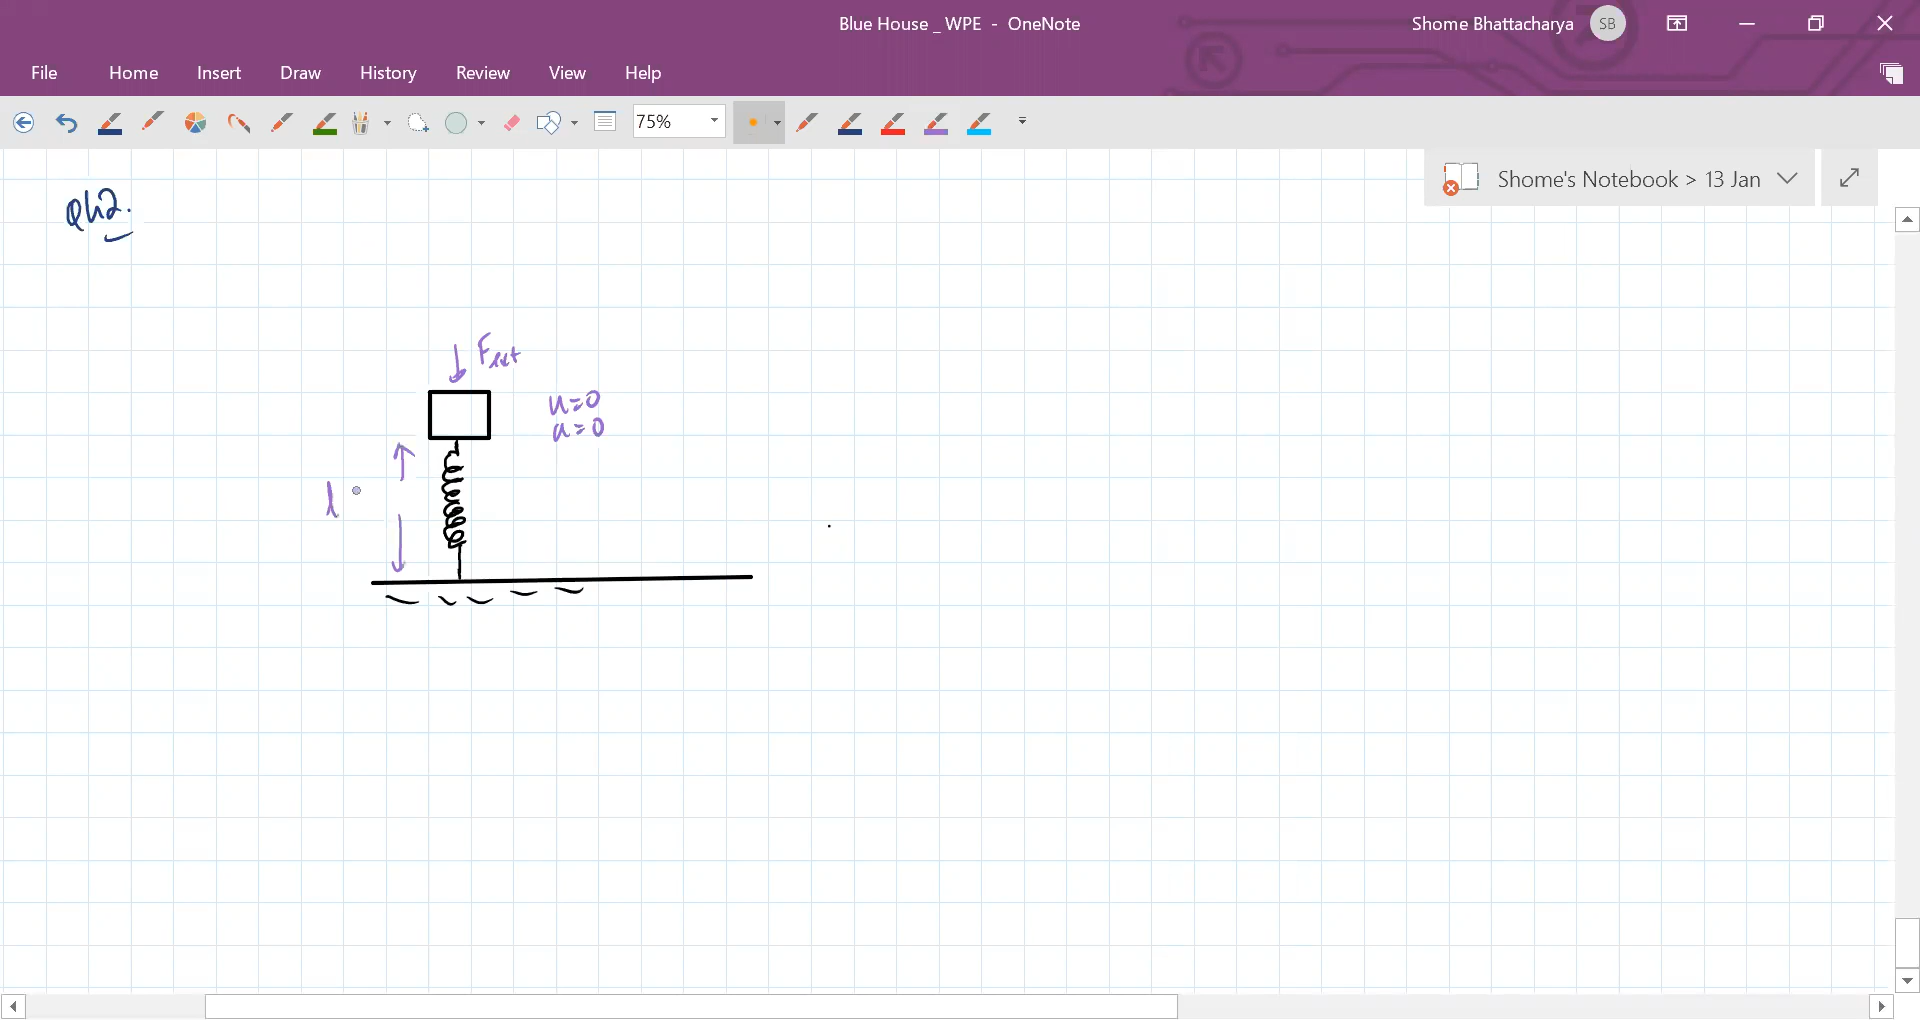 Blue House _ WPE - OneNote
Shome Bhattacharya SB
File Home Insert Draw History Review View Help
75%
Shome's Notebook > 13 Jan
Q42.
Fext
u=0
a=0
l